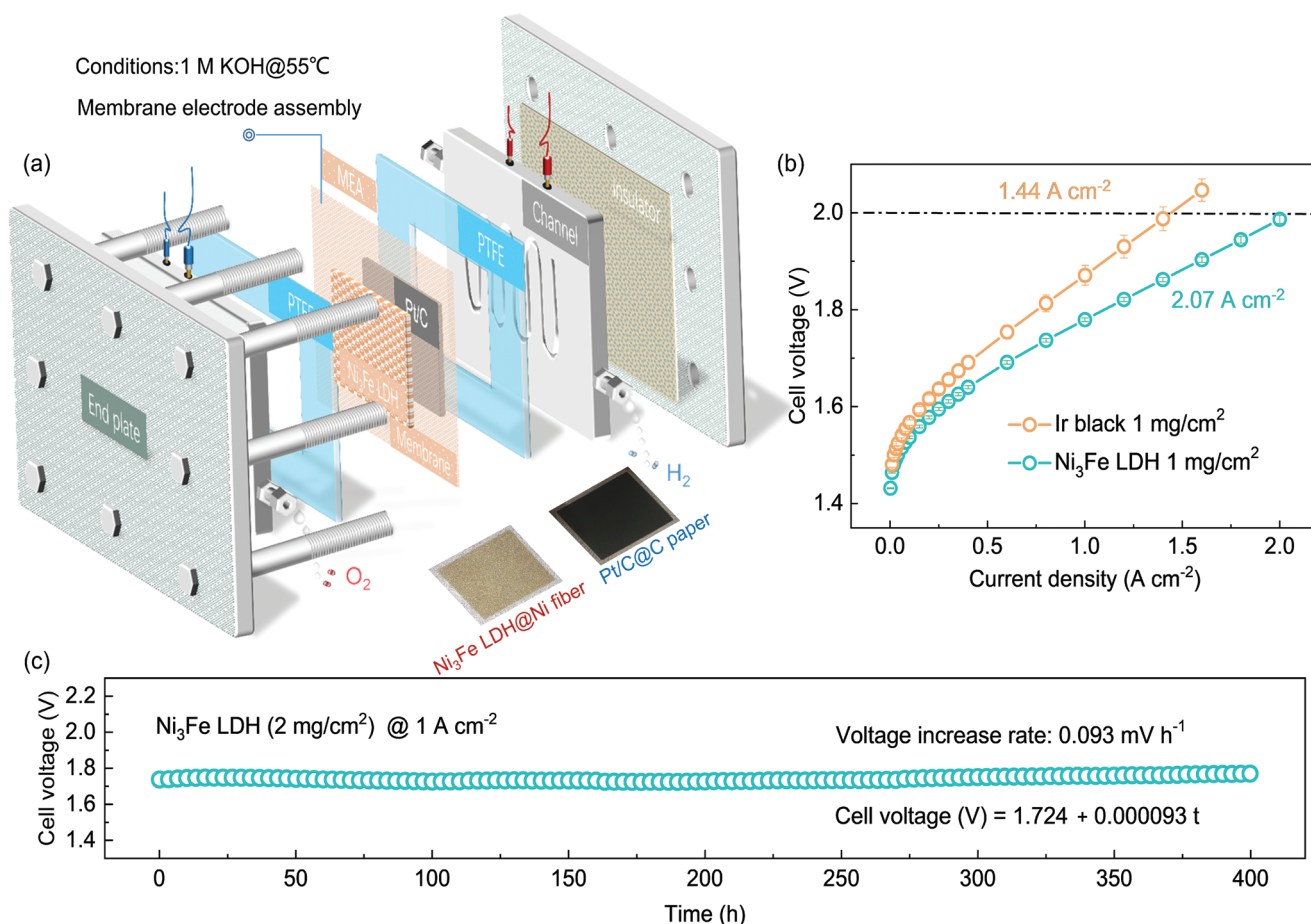 Conditions:1 M KOH@55℃
Membrane electrode assembly
(a)
MEA
PTFE
Channel
Insulator
PTFE
Pt/C
Ni₃Fe LDH
Membrane
End plate
H₂
O₂
Ni₃Fe LDH@Ni fiber
Pt/C@C paper
(b)
1.44 A cm⁻²
2.07 A cm⁻²
Cell voltage (V)
2.0
1.8
1.6
1.4
Ir black 1 mg/cm²
Ni₃Fe LDH 1 mg/cm²
0.0 0.5 1.0 1.5 2.0
Current density (A cm⁻²)
(c)
Cell voltage (V)
2.2
2.0
1.8
1.6
1.4
Ni₃Fe LDH (2 mg/cm²) @ 1 A cm⁻²
Voltage increase rate: 0.093 mV h⁻¹
Cell voltage (V) = 1.724 + 0.000093 t
0 50 100 150 200 250 300 350 400
Time (h)